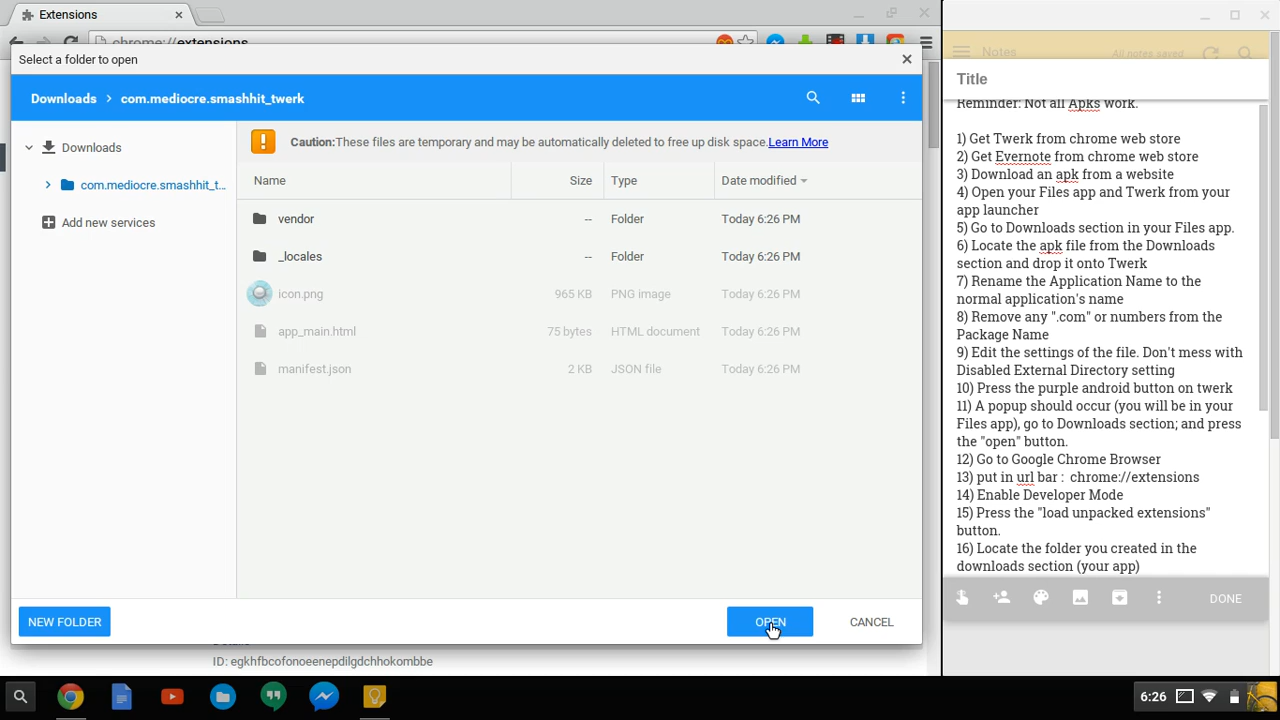 Extensions
chrome://extensions
Select a folder to open
Downloads > com.mediocre.smashhit_twerk
Downloads
com.mediocre.smashhit_t...
Add new services
Caution:These files are temporary and may be automatically deleted to free up disk space.Learn More
Name Size Type Date modified
vendor -- Folder Today 6:26 PM
_locales -- Folder Today 6:26 PM
icon.png 965 KB PNG image Today 6:26 PM
app_main.html 75 bytes HTML document Today 6:26 PM
manifest.json 2 KB JSON file Today 6:26 PM
NEW FOLDER
OPEN
CANCEL
ID: egkhfbcofonoeenepdilgdchhokombbe
Notes
All notes saved
Title
Reminder: Not all Apks work.
1) Get Twerk from chrome web store
2) Get Evernote from chrome web store
3) Download an apk from a website
4) Open your Files app and Twerk from your
app launcher
5) Go to Downloads section in your Files app.
6) Locate the apk file from the Downloads
section and drop it onto Twerk
7) Rename the Application Name to the
normal application's name
8) Remove any ".com" or numbers from the
Package Name
9) Edit the settings of the file. Don't mess with
Disabled External Directory setting
10) Press the purple android button on twerk
11) A popup should occur (you will be in your
Files app), go to Downloads section; and press
the "open" button.
12) Go to Google Chrome Browser
13) put in url bar : chrome://extensions
14) Enable Developer Mode
15) Press the "load unpacked extensions"
button.
16) Locate the folder you created in the
downloads section (your app)
DONE
6:26